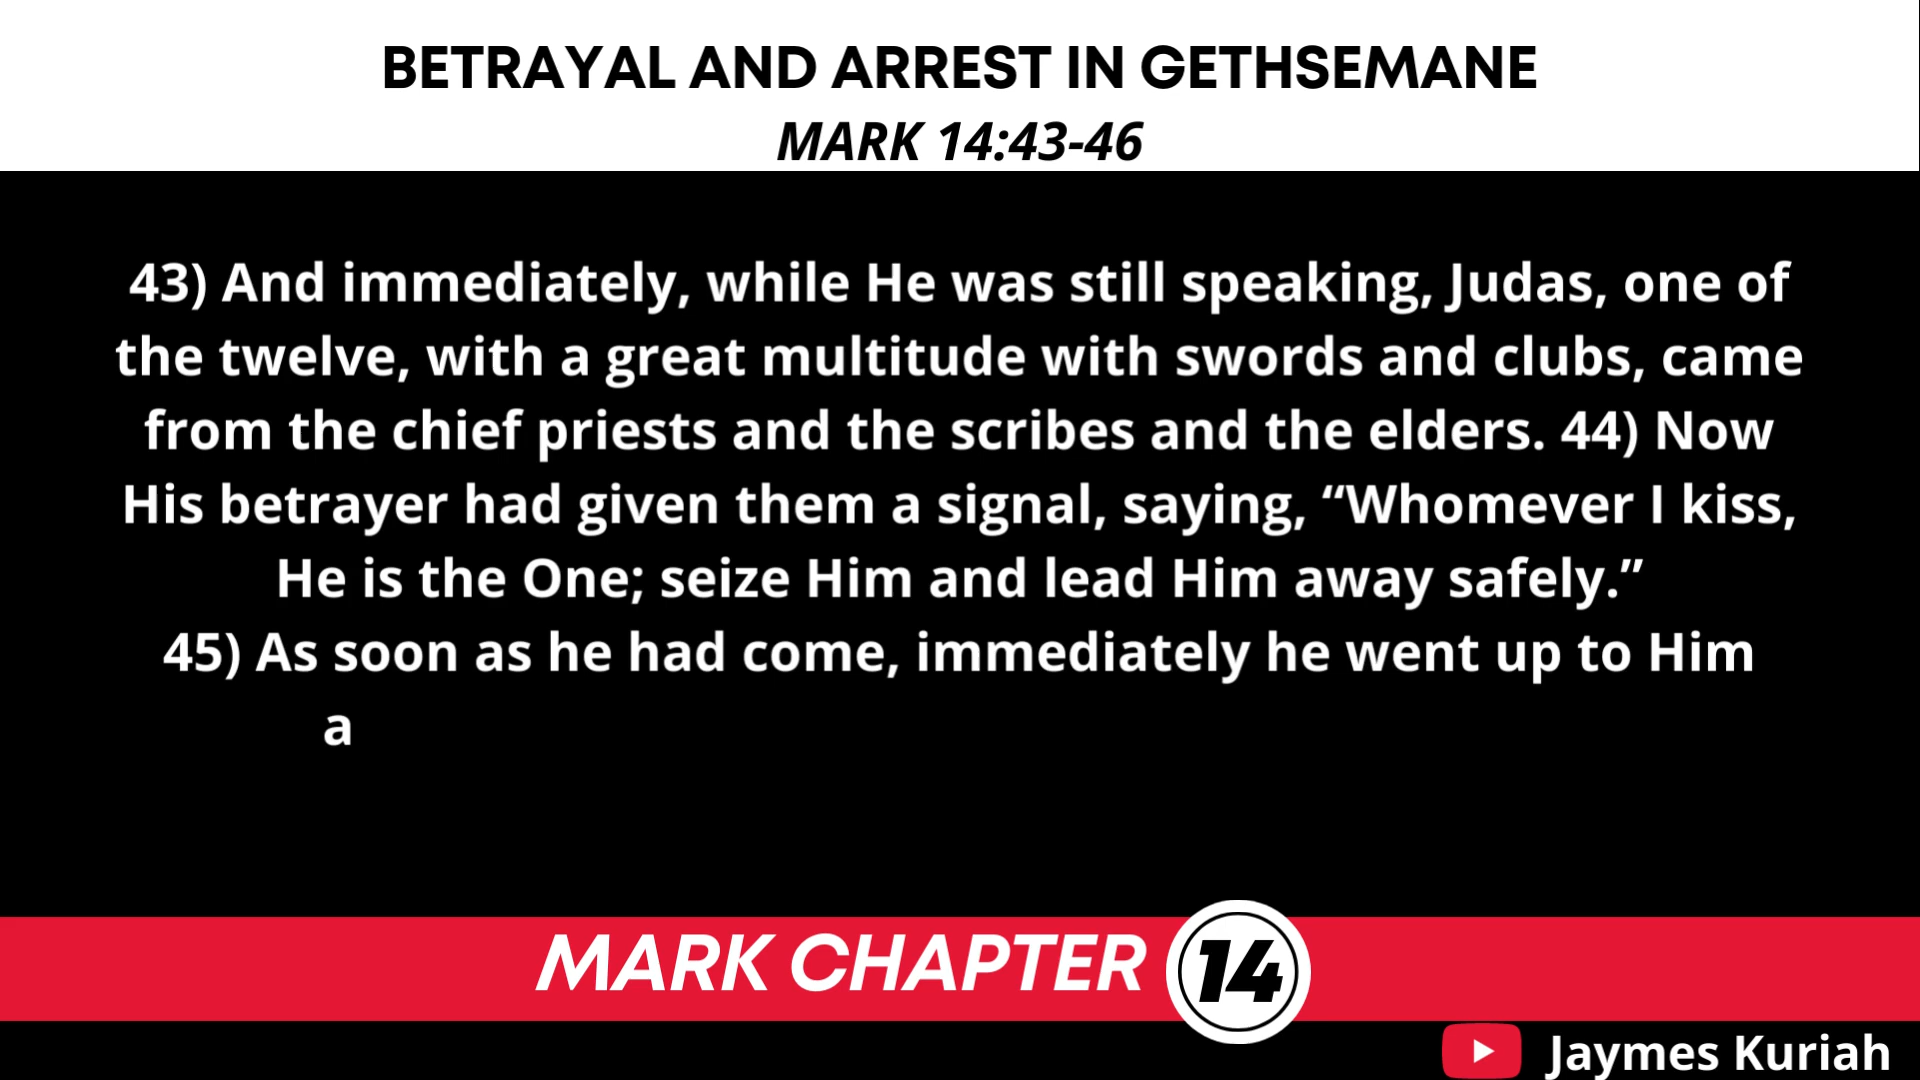 BETRAYAL AND ARREST IN GETHSEMANE
MARK 14:43-46
43) And immediately, while He was still speaking, Judas, one of
the twelve, with a great multitude with swords and clubs, came
from the chief priests and the scribes and the elders. 44) Now
His betrayer had given them a signal, saying, “Whomever I kiss,
He is the One; seize Him and lead Him away safely.”
45) As soon as he had come, immediately he went up to Him
a
MARK CHAPTER 14
Jaymes Kuriah